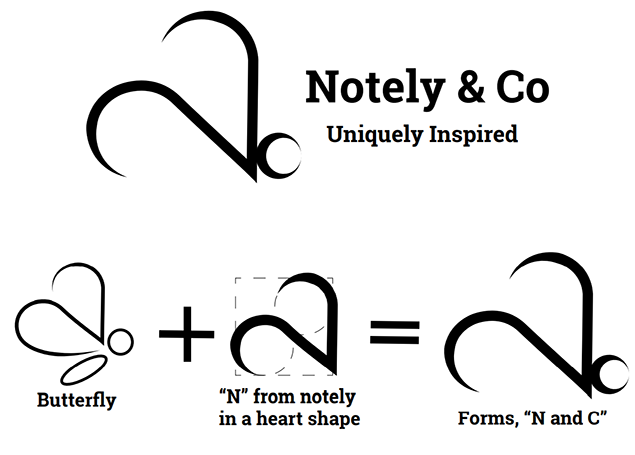 Notely & Co
Uniquely Inspired
Butterfly
“N” from notely
in a heart shape
Forms, “N and C”